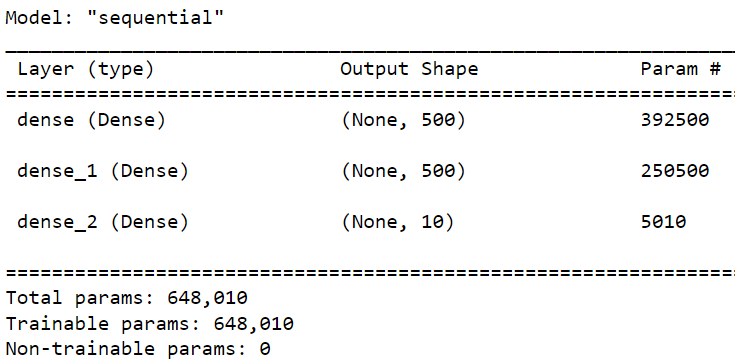 Model: "sequential"
_________________________________________________________________
Layer (type) Output Shape Param #
=================================================================
dense (Dense) (None, 500) 392500
dense_1 (Dense) (None, 500) 250500
dense_2 (Dense) (None, 10) 5010
=================================================================
Total params: 648,010
Trainable params: 648,010
Non-trainable params: 0